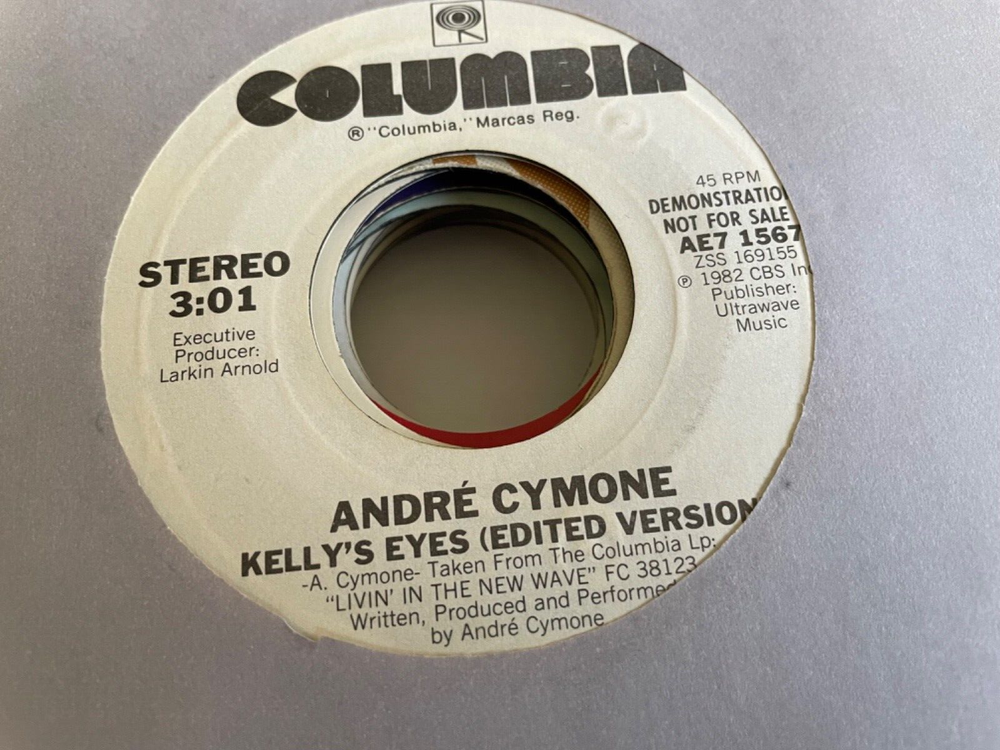 COLUMBIA
® "Columbia," Marcas Reg.
STEREO
3:01
Executive
Producer:
Larkin Arnold
45 RPM
DEMONSTRATIO
NOT FOR SALE
AE7 1567
ZSS 169155
℗ 1982 CBS In
Publisher:
Ultrawave
Music
ANDRÉ CYMONE
KELLY'S EYES (EDITED VERSION
-A. Cymone- Taken From The Columbia Lp:
"LIVIN' IN THE NEW WAVE" FC 38123
Written, Produced and Performed
by André Cymone